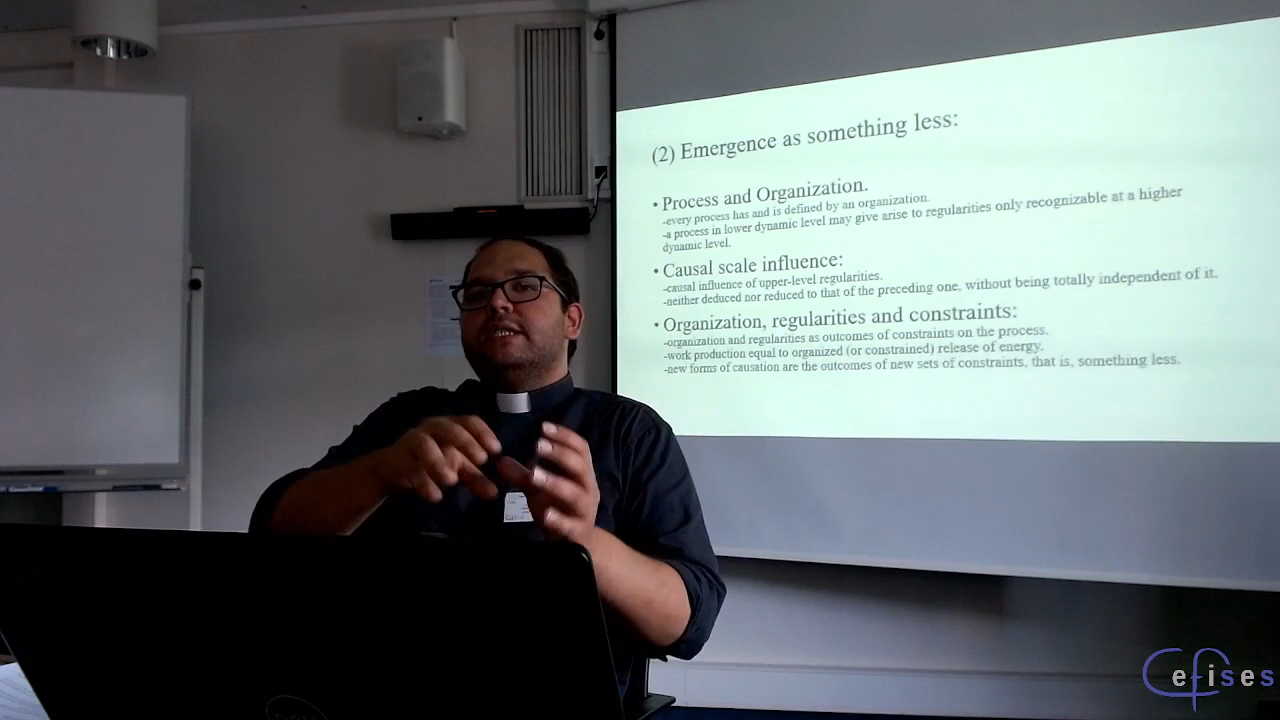 (2) Emergence as something less:
• Process and Organization.
-every process has and is defined by an organization.
-a process in lower dynamic level may give arise to regularities only recognizable at a higher
dynamic level.
• Causal scale influence:
-causal influence of upper-level regularities.
-neither deduced nor reduced to that of the preceding one, without being totally independent of it.
• Organization, regularities and constraints:
-organization and regularities as outcomes of constraints on the process.
-work production equal to organized (or constrained) release of energy.
-new forms of causation are the outcomes of new sets of constraints, that is, something less.
Cefises